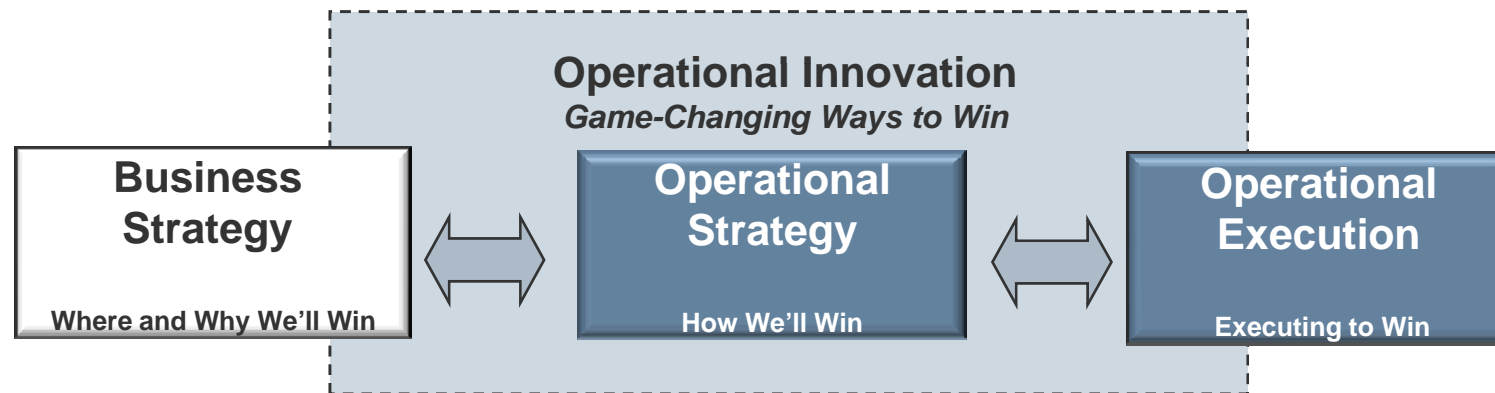 Operational Innovation
Game-Changing Ways to Win
Business
Strategy
Where and Why We’ll Win
Operational
Strategy
How We’ll Win
Operational
Execution
Executing to Win